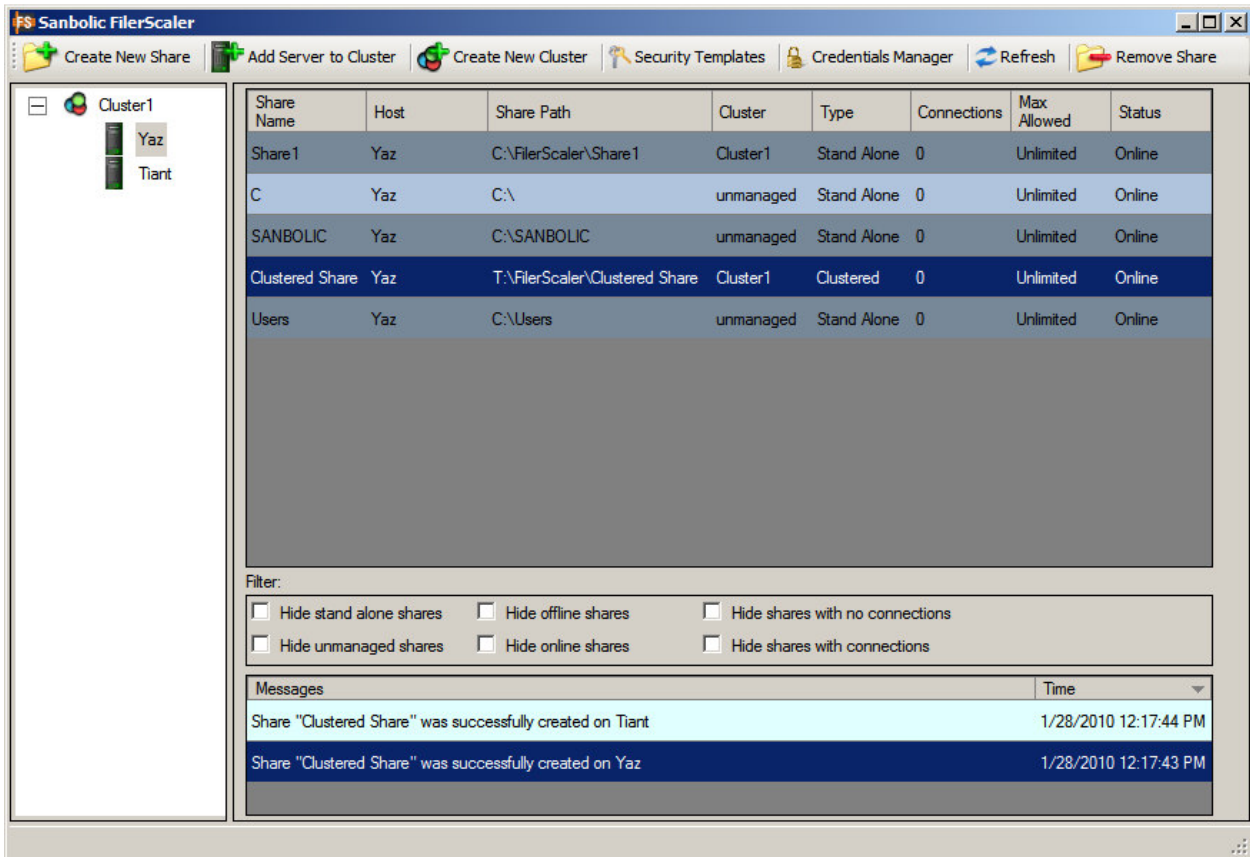 FS Sanbolic FilerScaler
Create New Share Add Server to Cluster Create New Cluster Security Templates Credentials Manager Refresh Remove Share
Cluster1
Yaz
Tiant
Share Name Host Share Path Cluster Type Connections Max Allowed Status
Share1 Yaz C:\FilerScaler\Share1 Cluster1 Stand Alone 0 Unlimited Online
C Yaz C:\ unmanaged Stand Alone 0 Unlimited Online
SANBOLIC Yaz C:\SANBOLIC unmanaged Stand Alone 0 Unlimited Online
Clustered Share Yaz T:\FilerScaler\Clustered Share Cluster1 Clustered 0 Unlimited Online
Users Yaz C:\Users unmanaged Stand Alone 0 Unlimited Online
Filter:
Hide stand alone shares Hide offline shares Hide shares with no connections
Hide unmanaged shares Hide online shares Hide shares with connections
Messages Time
Share "Clustered Share" was successfully created on Tiant 1/28/2010 12:17:44 PM
Share "Clustered Share" was successfully created on Yaz 1/28/2010 12:17:43 PM